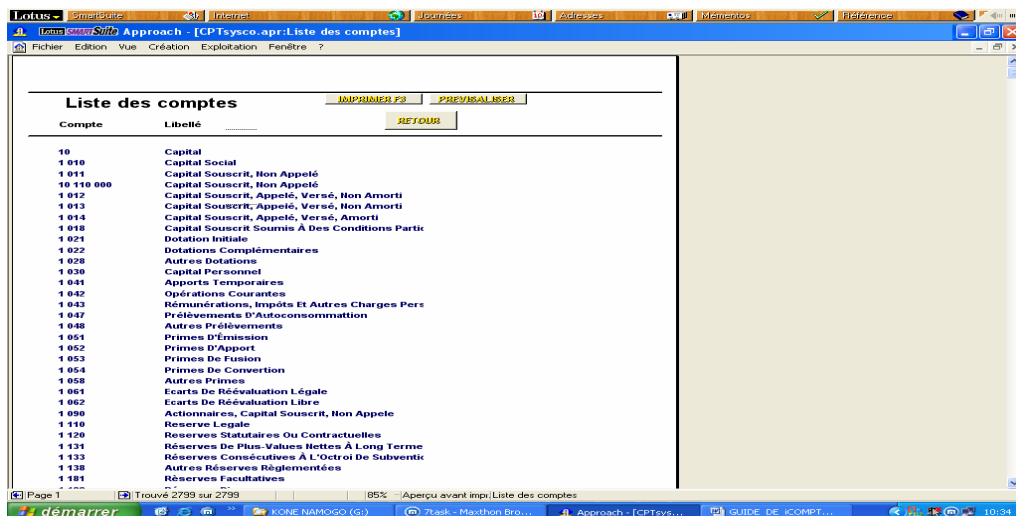 Lotus SmartSuite Internet Journées 10 Adresses Mémentos Référence
Lotus SMARTSuite Approach - [CPTsysco.apr:Liste des comptes]
Fichier Edition Vue Création Exploitation Fenêtre ?
Liste des comptes IMPRIMER F3 PREVISALISER
Compte Libellé RETOUR
10 Capital
1 010 Capital Social
1 011 Capital Souscrit, Non Appelé
10 110 000 Capital Souscrit, Non Appelé
1 012 Capital Souscrit, Appelé, Versé, Non Amorti
1 013 Capital Souscrit, Appelé, Versé, Non Amorti
1 014 Capital Souscrit, Appelé, Versé, Amorti
1 018 Capital Souscrit Soumis À Des Conditions Partic
1 021 Dotation Initiale
1 022 Dotations Complémentaires
1 028 Autres Dotations
1 030 Capital Personnel
1 041 Apports Temporaires
1 042 Opérations Courantes
1 043 Rémunérations, Impôts Et Autres Charges Pers
1 047 Prélèvements D'Autoconsommattion
1 048 Autres Prélèvements
1 051 Primes D'Émission
1 052 Primes D'Apport
1 053 Primes De Fusion
1 054 Primes De Convertion
1 058 Autres Primes
1 061 Ecarts De Réévaluation Légale
1 062 Ecarts De Réévaluation Libre
1 090 Actionnaires, Capital Souscrit, Non Appele
1 110 Reserve Legale
1 120 Reserves Statutaires Ou Contractuelles
1 131 Réserves De Plus-Values Nettes À Long Terme
1 133 Réserves Consécutives À L'Octroi De Subventic
1 138 Autres Réserves Règlementées
1 181 Rèserves Facultatives
Page 1 Trouvé 2799 sur 2799 85% Aperçu avant impr Liste des comptes
démarrer KONE NAMOGO (G:) 7task - Maxthon Bro... Approach - [CPTsys... GUIDE DE iCOMPT... 10:34